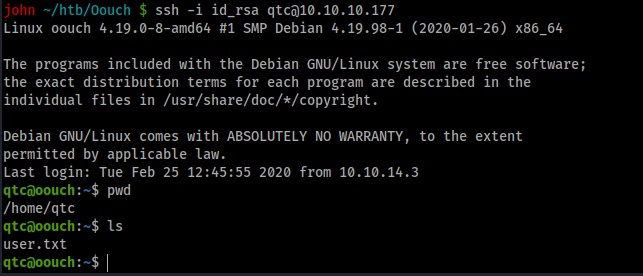 john ~/htb/Oouch $ ssh -i id_rsa qtc@10.10.10.177
Linux oouch 4.19.0-8-amd64 #1 SMP Debian 4.19.98-1 (2020-01-26) x86_64

The programs included with the Debian GNU/Linux system are free software;
the exact distribution terms for each program are described in the
individual files in /usr/share/doc/*/copyright.

Debian GNU/Linux comes with ABSOLUTELY NO WARRANTY, to the extent
permitted by applicable law.
Last login: Tue Feb 25 12:45:55 2020 from 10.10.14.3
qtc@oouch:~$ pwd
/home/qtc
qtc@oouch:~$ ls
user.txt
qtc@oouch:~$